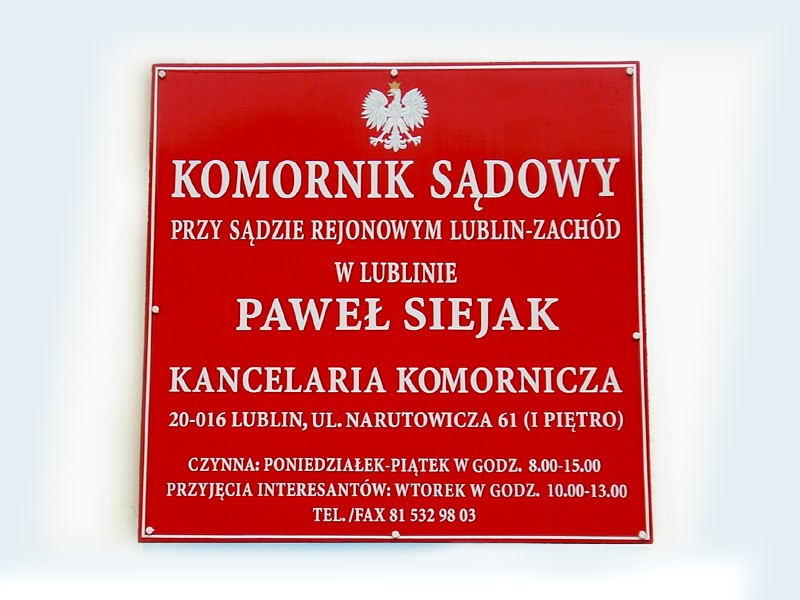 KOMORNIK SĄDOWY
PRZY SĄDZIE REJONOWYM LUBLIN-ZACHÓD
W LUBLINIE
PAWEŁ SIEJAK
KANCELARIA KOMORNICZA
20-016 LUBLIN, UL. NARUTOWICZA 61 (I PIĘTRO)
CZYNNA: PONIEDZIAŁEK-PIĄTEK W GODZ. 8.00-15.00
PRZYJĘCIA INTERESANTÓW: WTOREK W GODZ. 10.00-13.00
TEL./FAX 81 532 98 03